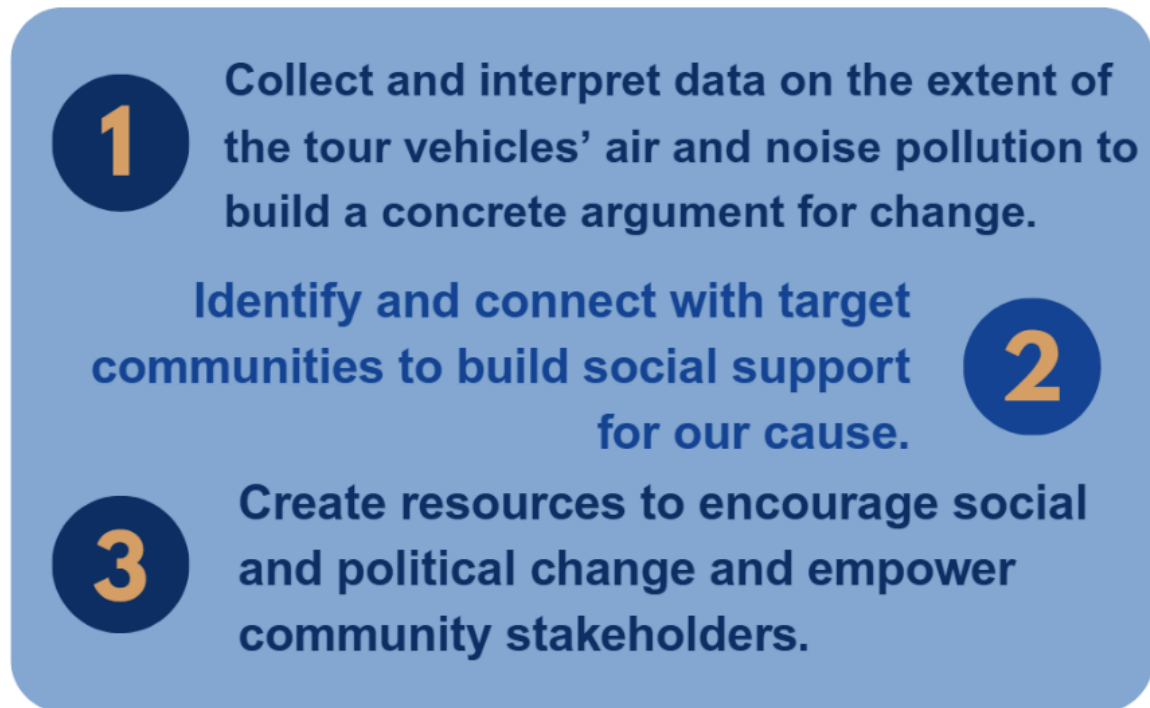 1
Collect and interpret data on the extent of
the tour vehicles’ air and noise pollution to
build a concrete argument for change.
Identify and connect with target
communities to build social support
for our cause.
2
3
Create resources to encourage social
and political change and empower
community stakeholders.